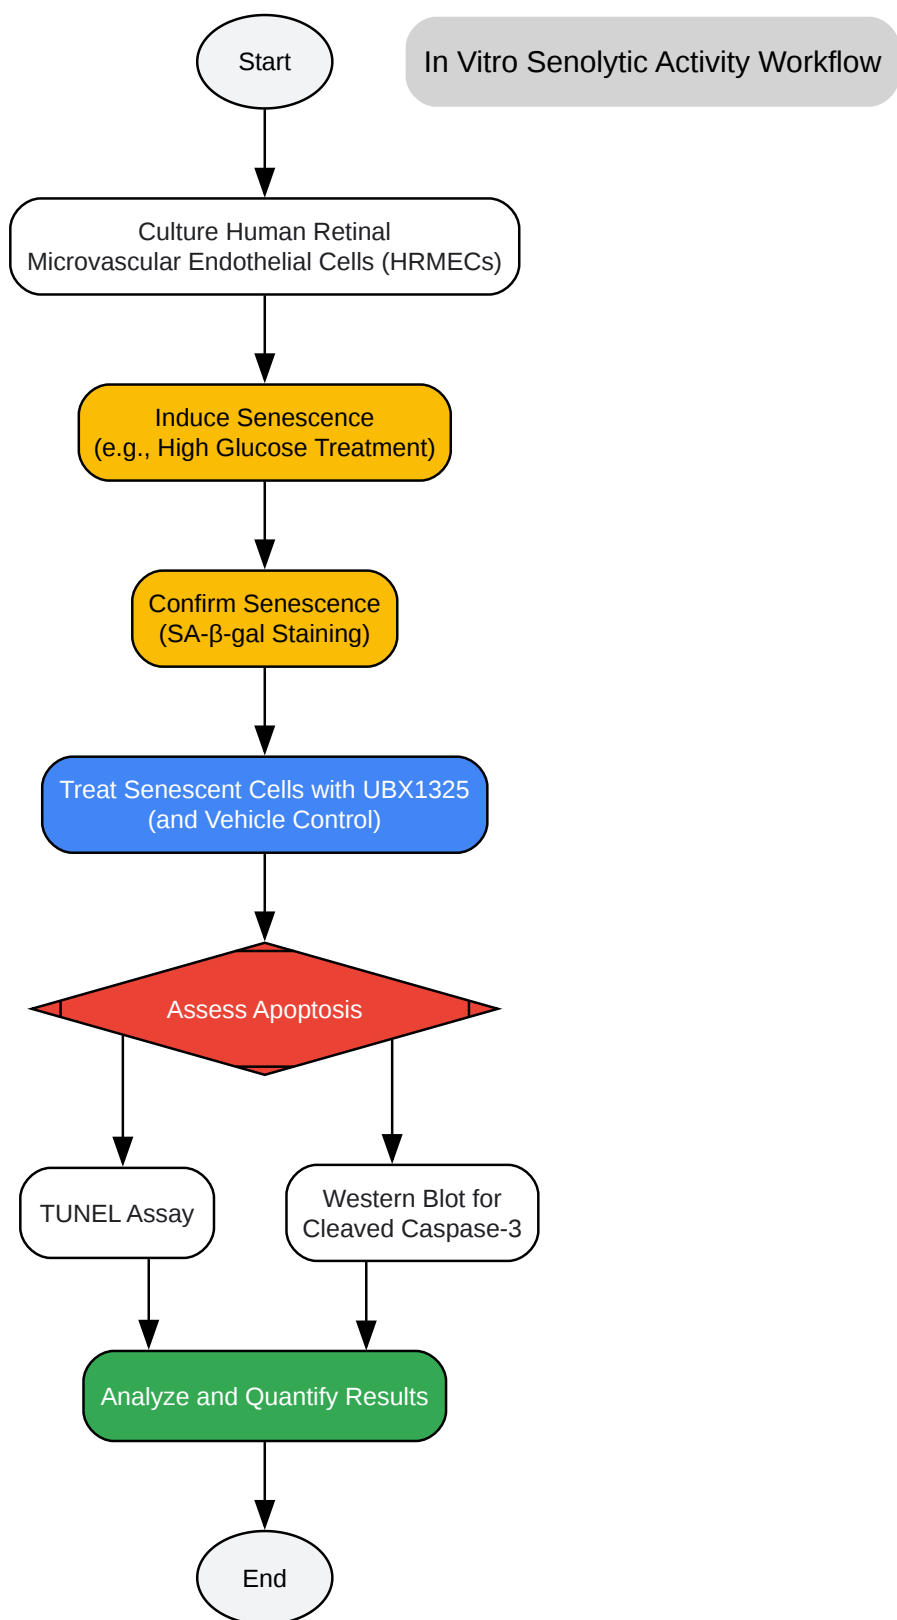 Start
In Vitro Senolytic Activity Workflow
Culture Human Retinal
Microvascular Endothelial Cells (HRMECs)
Induce Senescence
(e.g., High Glucose Treatment)
Confirm Senescence
(SA-β-gal Staining)
Treat Senescent Cells with UBX1325
(and Vehicle Control)
Assess Apoptosis
TUNEL Assay
Western Blot for
Cleaved Caspase-3
Analyze and Quantify Results
End